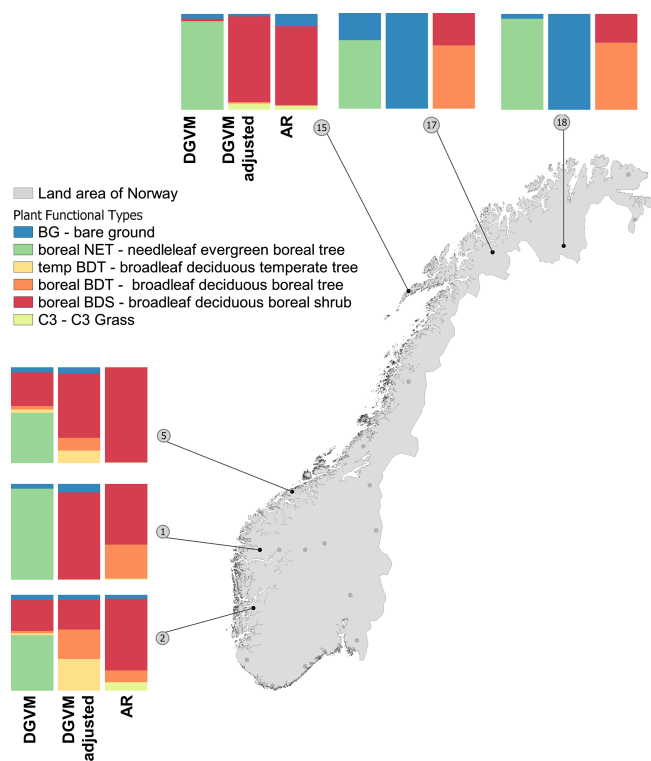 DGVM
DGVM
adjusted
AR
15
17
18
Land area of Norway
Plant Functional Types
BG - bare ground
boreal NET - needleleaf evergreen boreal tree
temp BDT - broadleaf deciduous temperate tree
boreal BDT - broadleaf deciduous boreal tree
boreal BDS - broadleaf deciduous boreal shrub
C3 - C3 Grass
5
1
2
DGVM
DGVM
adjusted
AR